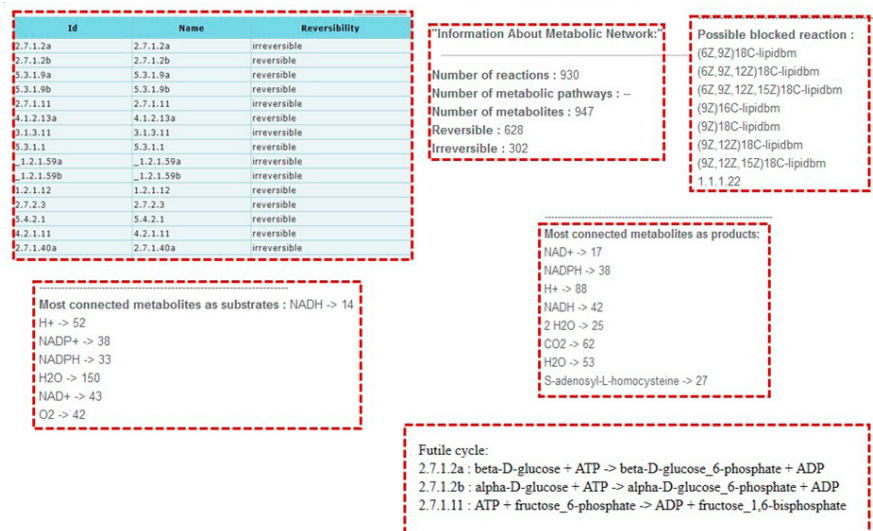 Id Name Reversibility
2.7.1.2a 2.7.1.2a irreversible
2.7.1.2b 2.7.1.2b reversible
5.3.1.9a 5.3.1.9a reversible
5.3.1.9b 5.3.1.9b reversible
2.7.1.11 2.7.1.11 irreversible
4.1.2.13a 4.1.2.13a reversible
3.1.3.11 3.1.3.11 irreversible
5.3.1.1 5.3.1.1 reversible
_1.2.1.59a _1.2.1.59a irreversible
_1.2.1.59b _1.2.1.59b irreversible
1.2.1.12 1.2.1.12 reversible
2.7.2.3 2.7.2.3 reversible
5.4.2.1 5.4.2.1 reversible
4.2.1.11 4.2.1.11 reversible
2.7.1.40a 2.7.1.40a irreversible
"Information About Metabolic Network:"
Number of reactions : 930
Number of metabolic pathways : --
Number of metabolites : 947
Reversible : 628
Irreversible : 302
Possible blocked reaction :
(6Z,9Z)18C-lipidbm
(6Z,9Z,12Z)18C-lipidbm
(6Z,9Z,12Z,15Z)18C-lipidbm
(9Z)16C-lipidbm
(9Z)18C-lipidbm
(9Z,12Z)18C-lipidbm
(9Z,12Z,15Z)18C-lipidbm
1.1.1.22
Most connected metabolites as substrates : NADH -> 14
H+ -> 52
NADP+ -> 38
NADPH -> 33
H2O -> 150
NAD+ -> 43
O2 -> 42
Most connected metabolites as products:
NAD+ -> 17
NADPH -> 38
H+ -> 88
NADH -> 42
2 H2O -> 25
CO2 -> 62
H2O -> 53
S-adenosyl-L-homocysteine -> 27
Futile cycle:
2.7.1.2a : beta-D-glucose + ATP -> beta-D-glucose_6-phosphate + ADP
2.7.1.2b : alpha-D-glucose + ATP -> alpha-D-glucose_6-phosphate + ADP
2.7.1.11 : ATP + fructose_6-phosphate -> ADP + fructose_1,6-bisphosphate